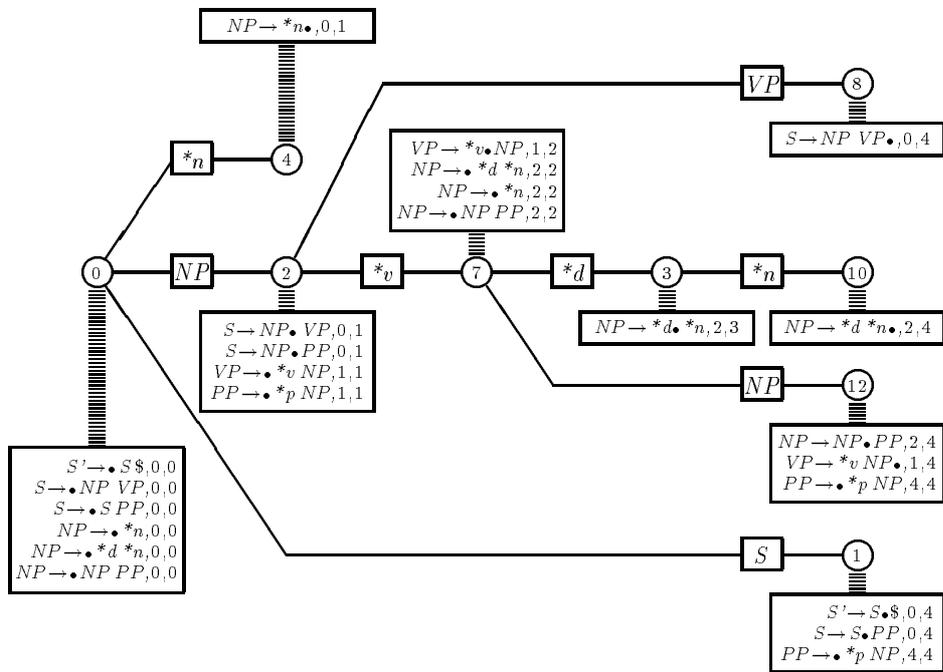 NP→ *n●,0,1
VP
8
S→NP VP●,0,4
*n
4
VP→ *v●NP,1,2
NP→● *d *n,2,2
NP→● *n,2,2
NP→●NP PP,2,2
0
NP
2
*v
7
*d
3
*n
10
S→NP● VP,0,1
S→NP●PP,0,1
VP→● *v NP,1,1
PP→● *p NP,1,1
NP→ *d● *n,2,3
NP→ *d *n●,2,4
NP
12
NP→NP●PP,2,4
VP→ *v NP●,1,4
PP→● *p NP,4,4
S'→● S $,0,0
S→●NP VP,0,0
S→●S PP,0,0
NP→● *n,0,0
NP→● *d *n,0,0
NP→●NP PP,0,0
S
1
S'→S●$,0,4
S→S●PP,0,4
PP→● *p NP,4,4